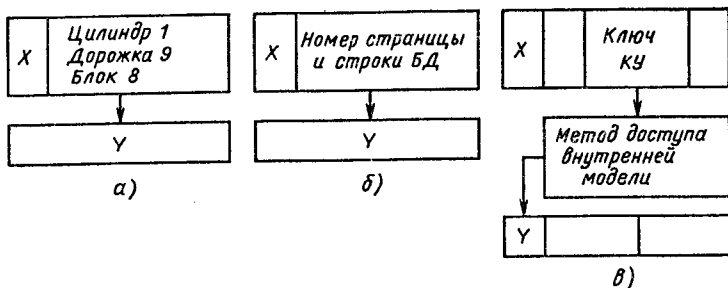 X
Цилиндр 1
Дорожка 9
Блок 8
Y
а)
X
Номер страницы
и строки БД
Y
б)
X
Ключ
КУ
Метод доступа
внутренней
модели
Y
в)